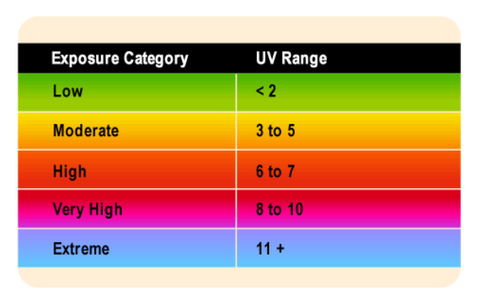 Exposure Category UV Range
Low < 2
Moderate 3 to 5
High 6 to 7
Very High 8 to 10
Extreme 11 +